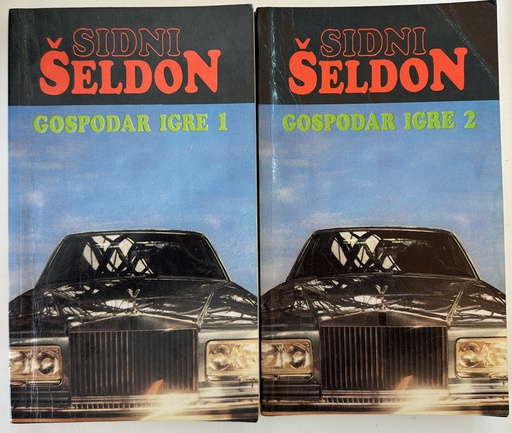 SIDNI
ŠELDON
GOSPODAR IGRE 1
SIDNI
ŠELDON
GOSPODAR IGRE 2